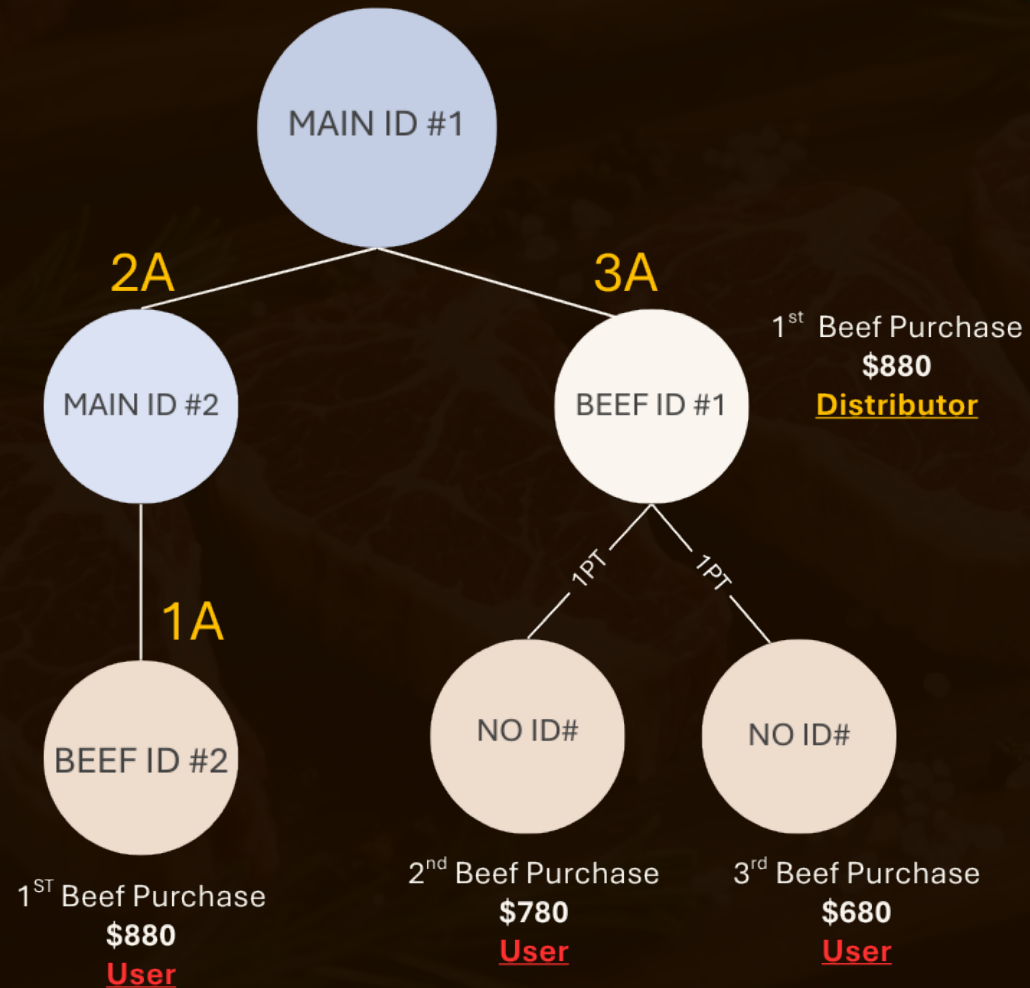 MAIN ID #1
2A
3A
MAIN ID #2
BEEF ID #1
1st Beef Purchase
$880
Distributor
1PT
1PT
1A
BEEF ID #2
NO ID#
NO ID#
1ST Beef Purchase
$880
User
2nd Beef Purchase
$780
User
3rd Beef Purchase
$680
User